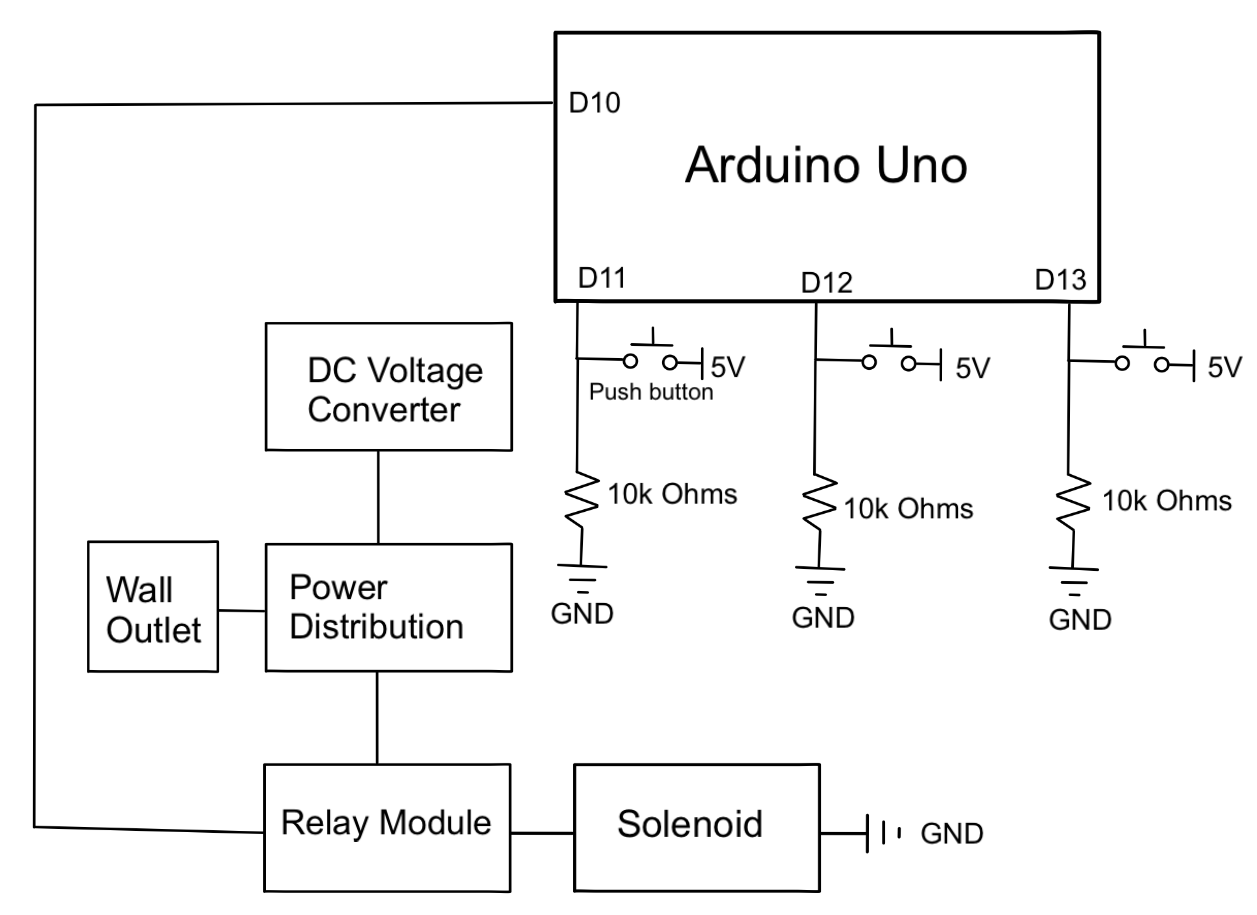 D10
Arduino Uno
D11
D12
D13
DC Voltage
Converter
5V
5V
5V
Push button
10k Ohms
10k Ohms
10k Ohms
Wall
Outlet
Power
Distribution
GND
GND
GND
Relay Module
Solenoid
GND